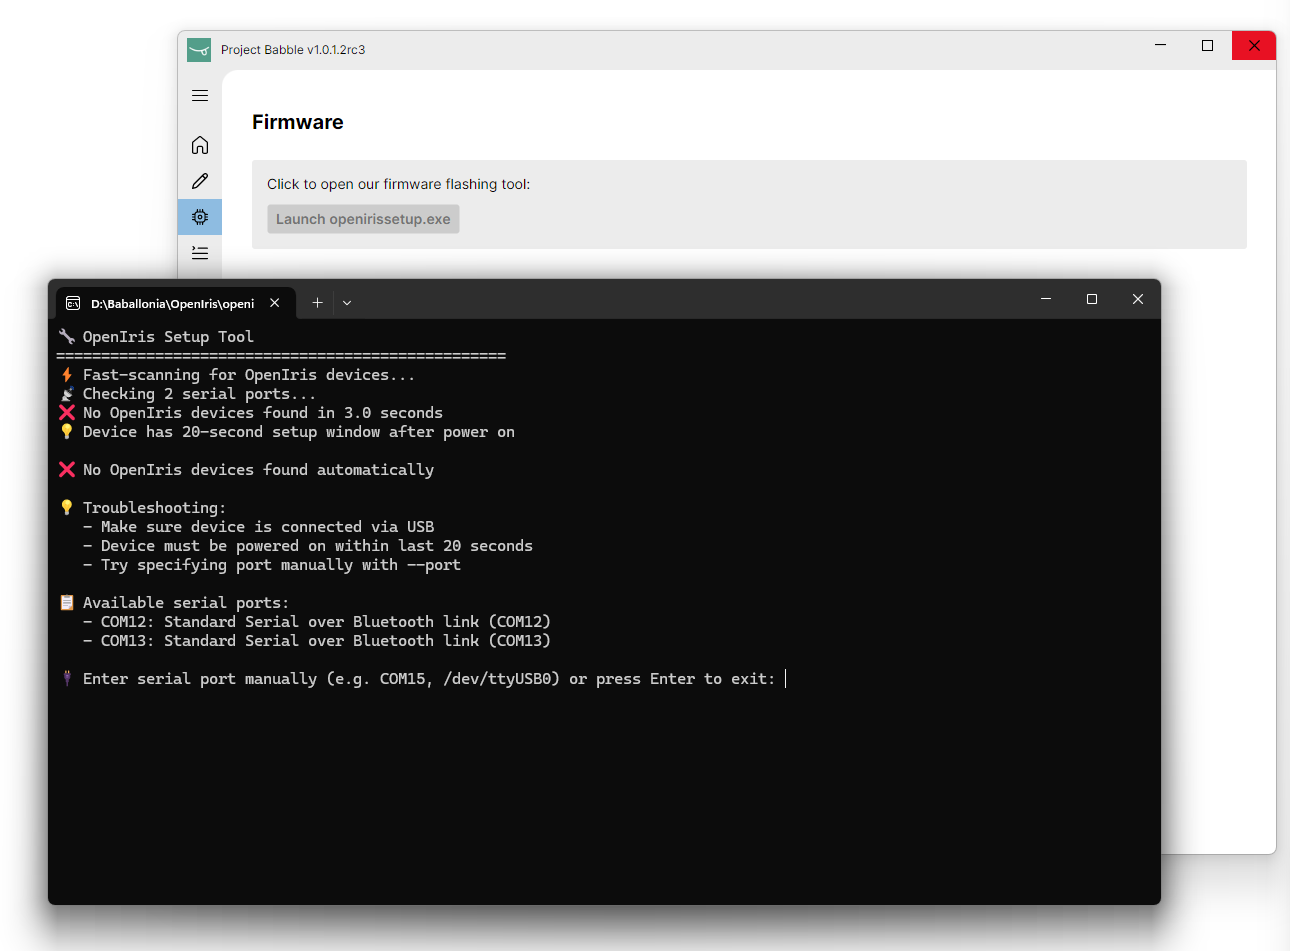 Project Babble v1.0.1.2rc3
Firmware
Click to open our firmware flashing tool:
Launch openirissetup.exe
D:\Baballonia\OpenIris\openi
OpenIris Setup Tool
==================================================
Fast-scanning for OpenIris devices...
Checking 2 serial ports...
No OpenIris devices found in 3.0 seconds
Device has 20-second setup window after power on
No OpenIris devices found automatically
Troubleshooting:
- Make sure device is connected via USB
- Device must be powered on within last 20 seconds
- Try specifying port manually with --port
Available serial ports:
- COM12: Standard Serial over Bluetooth link (COM12)
- COM13: Standard Serial over Bluetooth link (COM13)
Enter serial port manually (e.g. COM15, /dev/ttyUSB0) or press Enter to exit: